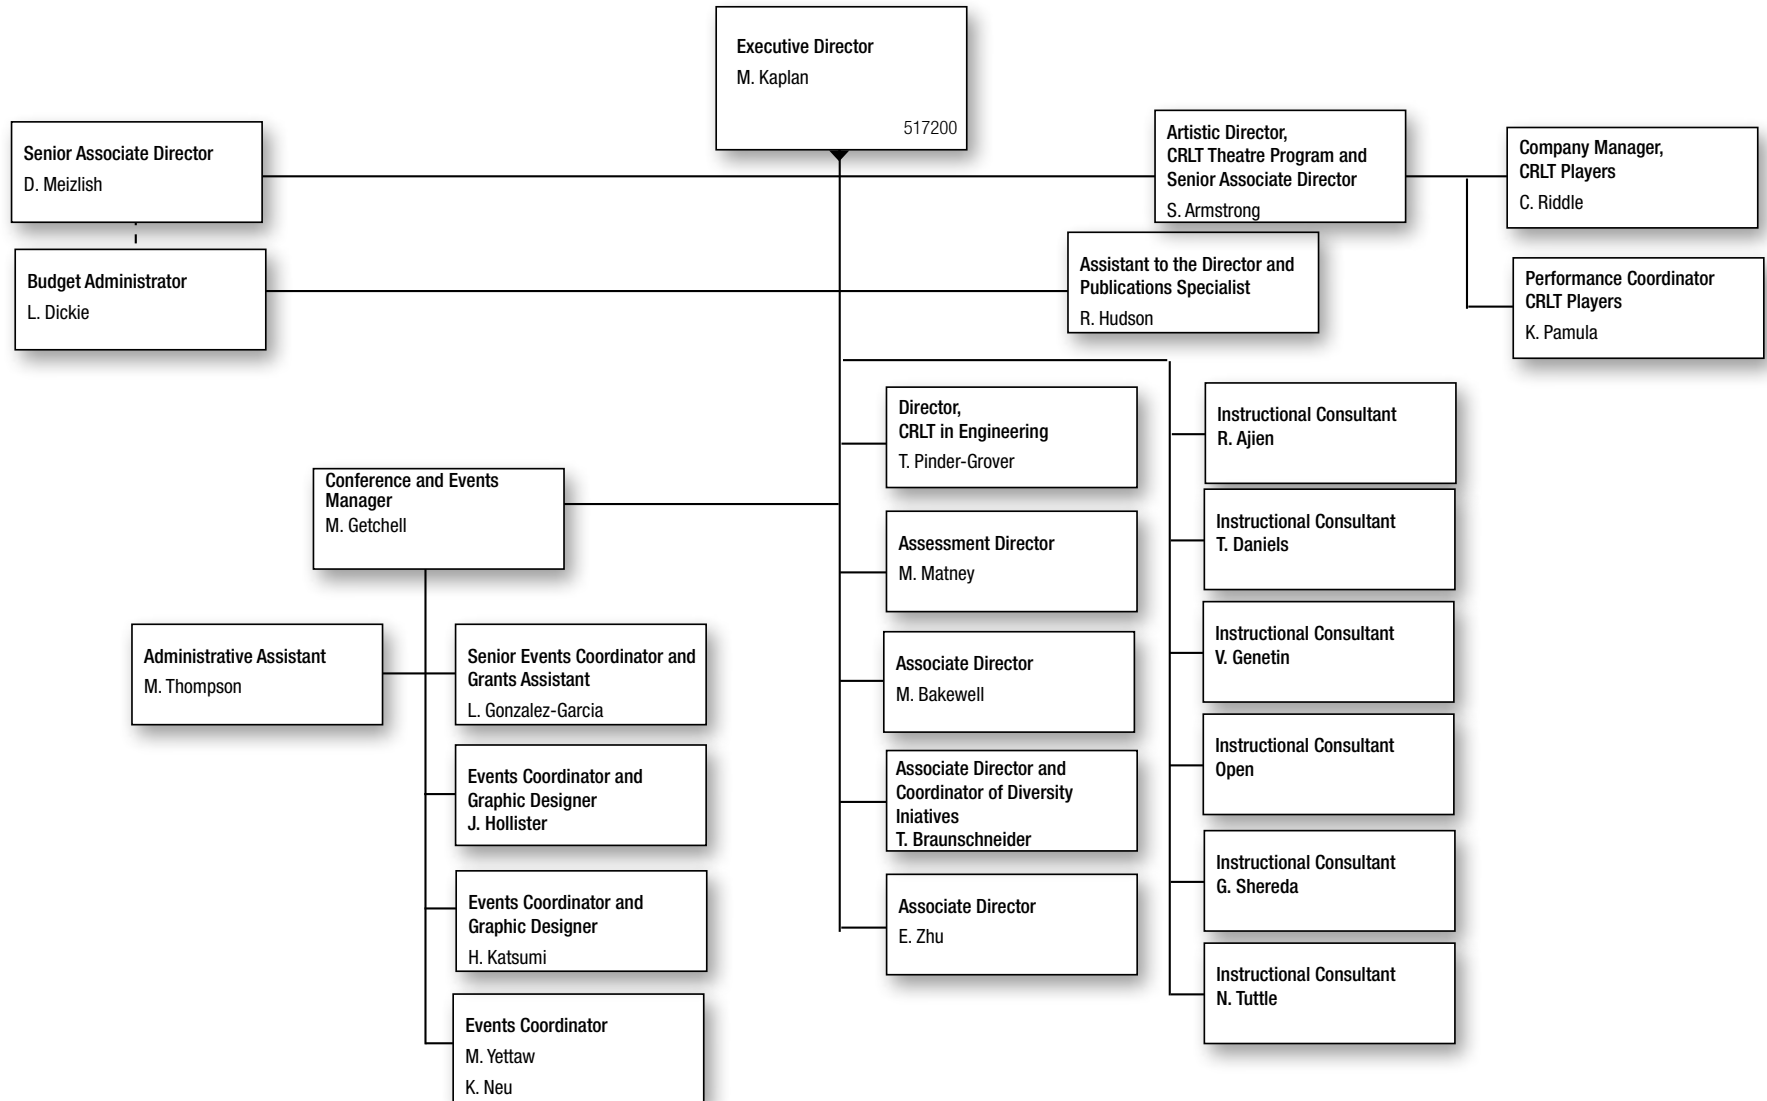 Executive Director
M. Kaplan
517200
Senior Associate Director
D. Meizlish
Artistic Director,
CRLT Theatre Program and
Senior Associate Director
S. Armstrong
Company Manager,
CRLT Players
C. Riddle
Budget Administrator
L. Dickie
Assistant to the Director and
Publications Specialist
R. Hudson
Performance Coordinator
CRLT Players
K. Pamula
Director,
CRLT in Engineering
T. Pinder-Grover
Instructional Consultant
R. Ajien
Conference and Events
Manager
M. Getchell
Assessment Director
M. Matney
Instructional Consultant
T. Daniels
Administrative Assistant
M. Thompson
Senior Events Coordinator and
Grants Assistant
L. Gonzalez-Garcia
Associate Director
M. Bakewell
Instructional Consultant
V. Genetin
Events Coordinator and
Graphic Designer
J. Hollister
Associate Director and
Coordinator of Diversity
Iniatives
T. Braunschneider
Instructional Consultant
Open
Events Coordinator and
Graphic Designer
H. Katsumi
Associate Director
E. Zhu
Instructional Consultant
G. Shereda
Events Coordinator
M. Yettaw
K. Neu
Instructional Consultant
N. Tuttle